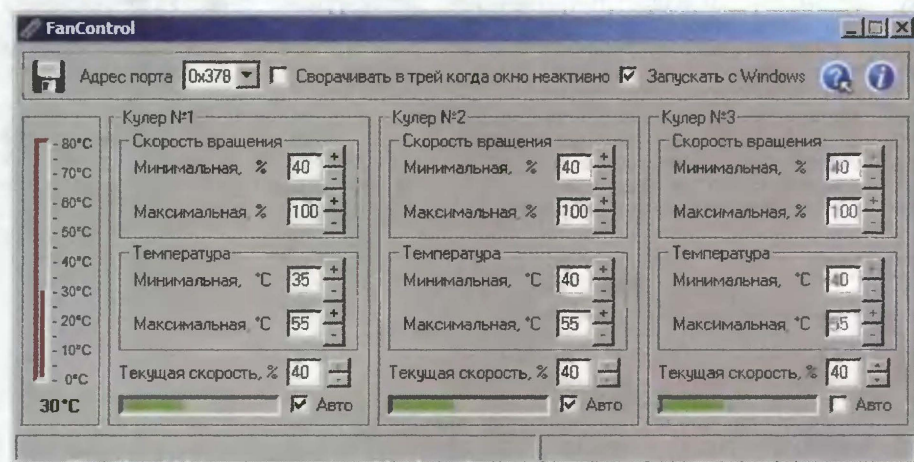 FanControl
Адрес порта 0x378 Сворачивать в трей когда окно неактивно Запускать с Windows
80°C
70°C
60°C
50°C
40°C
30°C
20°C
10°C
0°C
30°C
Кулер №1
Скорость вращения
Минимальная, % 40
Максимальная, % 100
Температура
Минимальная, °C 35
Максимальная, °C 55
Текущая скорость, % 40
Авто
Кулер №2
Скорость вращения
Минимальная, % 40
Максимальная, % 100
Температура
Минимальная, °C 40
Максимальная, °C 55
Текущая скорость, % 40
Авто
Кулер №3
Скорость вращения
Минимальная, % 40
Максимальная, % 100
Температура
Минимальная, °C 40
Максимальная, °C 55
Текущая скорость, % 40
Авто